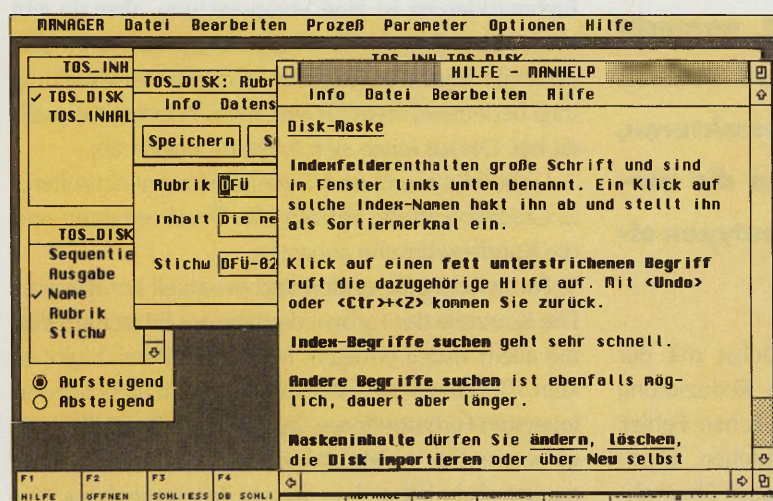 MANAGER Datei Bearbeiten Prozeß Parameter Optionen Hilfe
TOS_INH TOS_DISK
TOS_INH
✓ TOS_DISK
TOS_INHAL
TOS_DISK
Sequentie
Ausgabe
✓ Name
Rubrik
Stichw
Aufsteigend
Absteigend
TOS_DISK: Rubr
Info Datens
Speichern
Rubrik DFÜ
Inhalt Die ne
Stichw DFÜ-02
HILFE - MANHELP
Info Datei Bearbeiten Hilfe
Disk-Maske
Indexfelder enthalten große Schrift und sind
im Fenster links unten benannt. Ein Klick auf
solche Index-Namen hakt ihn ab und stellt ihn
als Sortiermerkmal ein.
Klick auf einen fett unterstrichenen Begriff
ruft die dazugehörige Hilfe auf. Mit <Undo>
oder <Ctr>+<Z> kommen Sie zurück.
Index-Begriffe suchen geht sehr schnell.
Andere Begriffe suchen ist ebenfalls mög-
lich, dauert aber länger.
Maskeninhalte dürfen Sie ändern, löschen,
die Disk importieren oder über Neu selbst
F1 F2 F3 F4
HILFE ÖFFNEN SCHLIESS DB SCHLI